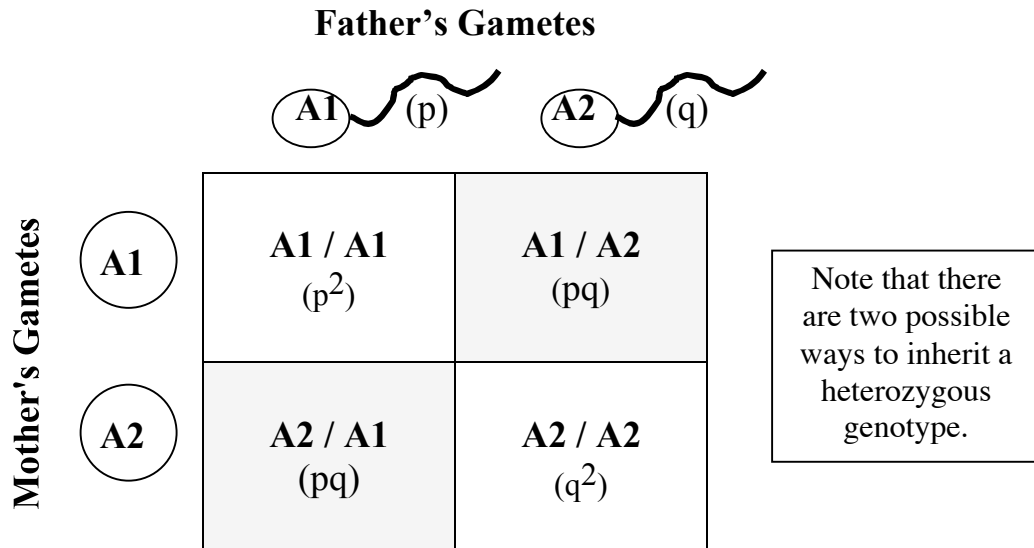 Father’s Gametes
A1 (p) A2 (q)
Mother's Gametes
A1
A1 / A1
(p²)
A1 / A2
(pq)
A2
A2 / A1
(pq)
A2 / A2
(q²)
Note that there
are two possible
ways to inherit a
heterozygous
genotype.